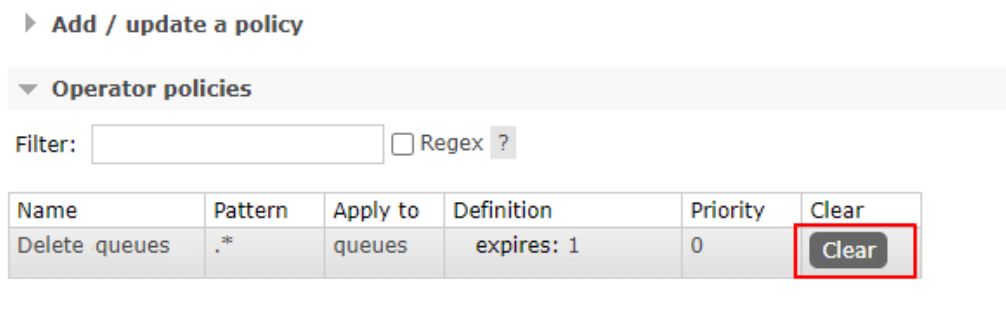 Add / update a policy
Operator policies
Filter: Regex ?
Name Pattern Apply to Definition Priority Clear
Delete queues .* queues expires: 1 0 Clear